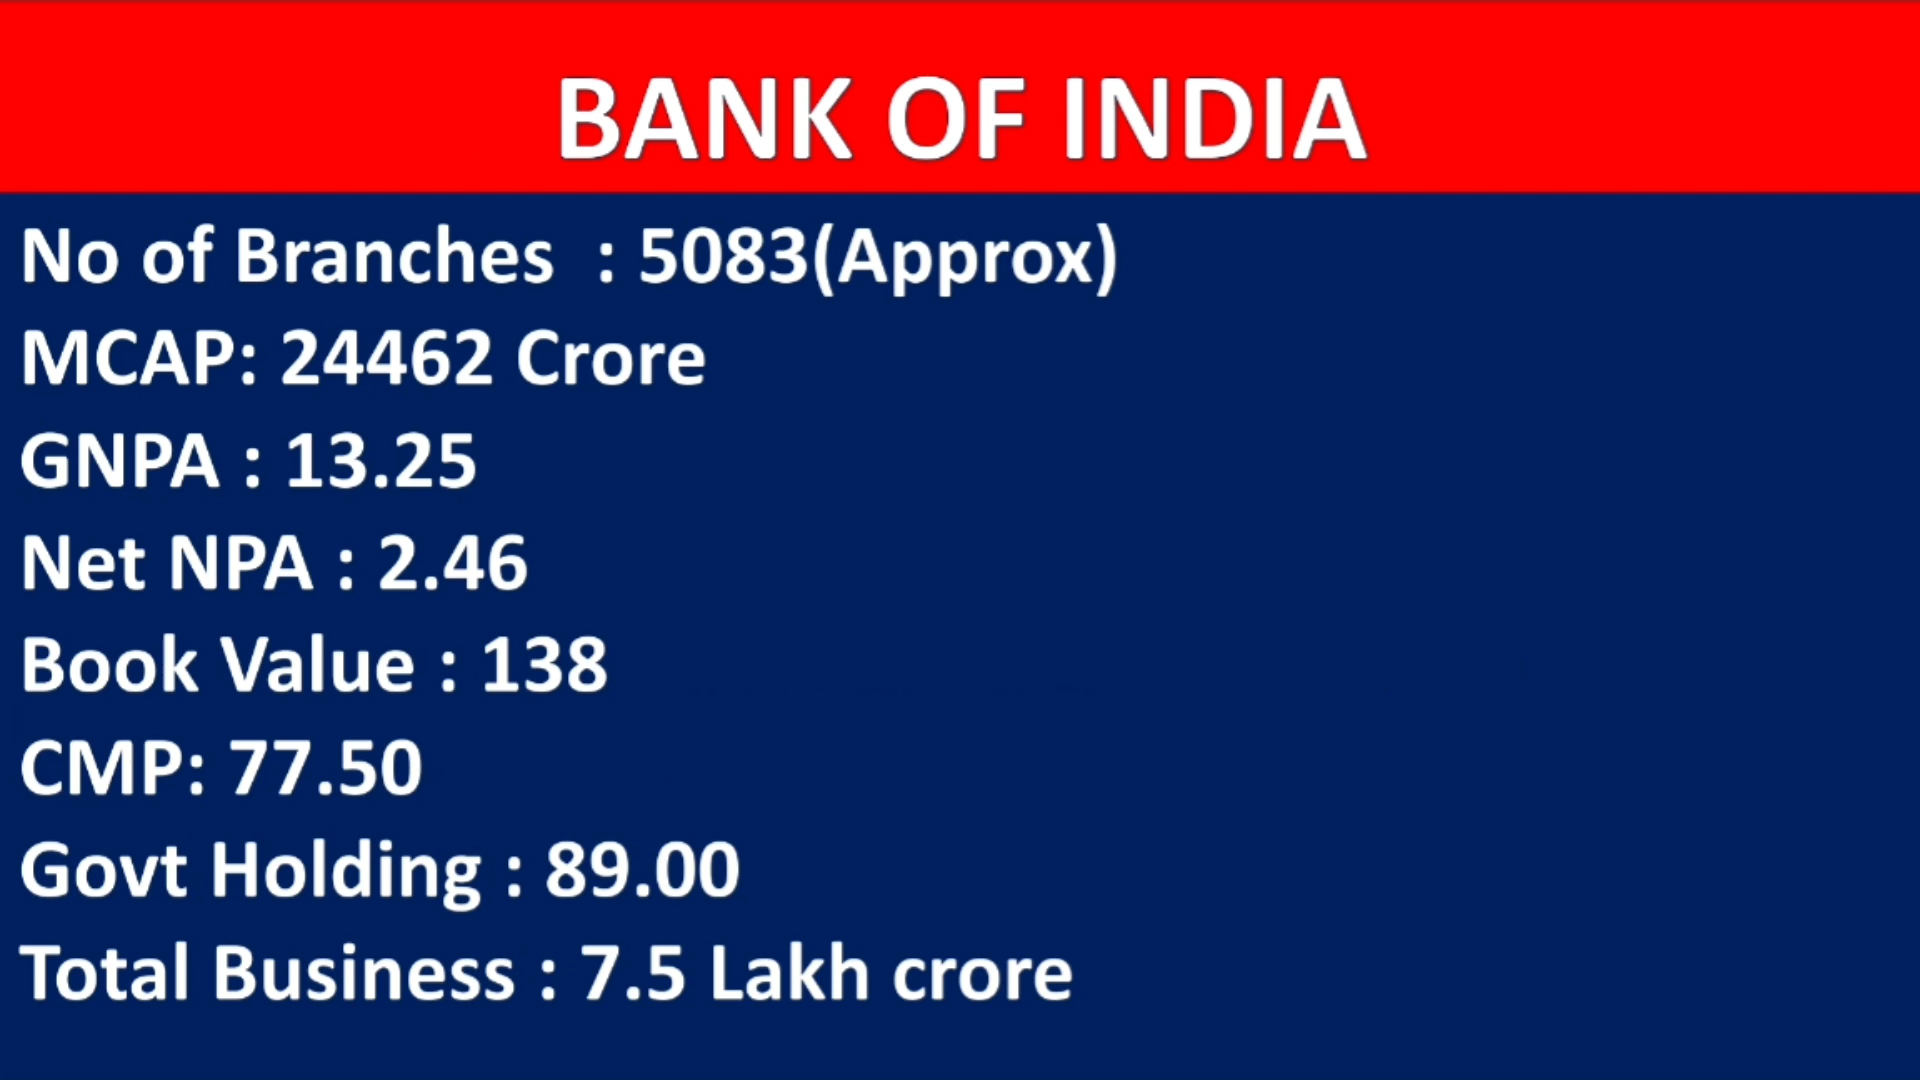 BANK OF INDIA
No of Branches : 5083(Approx)
MCAP: 24462 Crore
GNPA : 13.25
Net NPA : 2.46
Book Value : 138
CMP: 77.50
Govt Holding : 89.00
Total Business : 7.5 Lakh crore